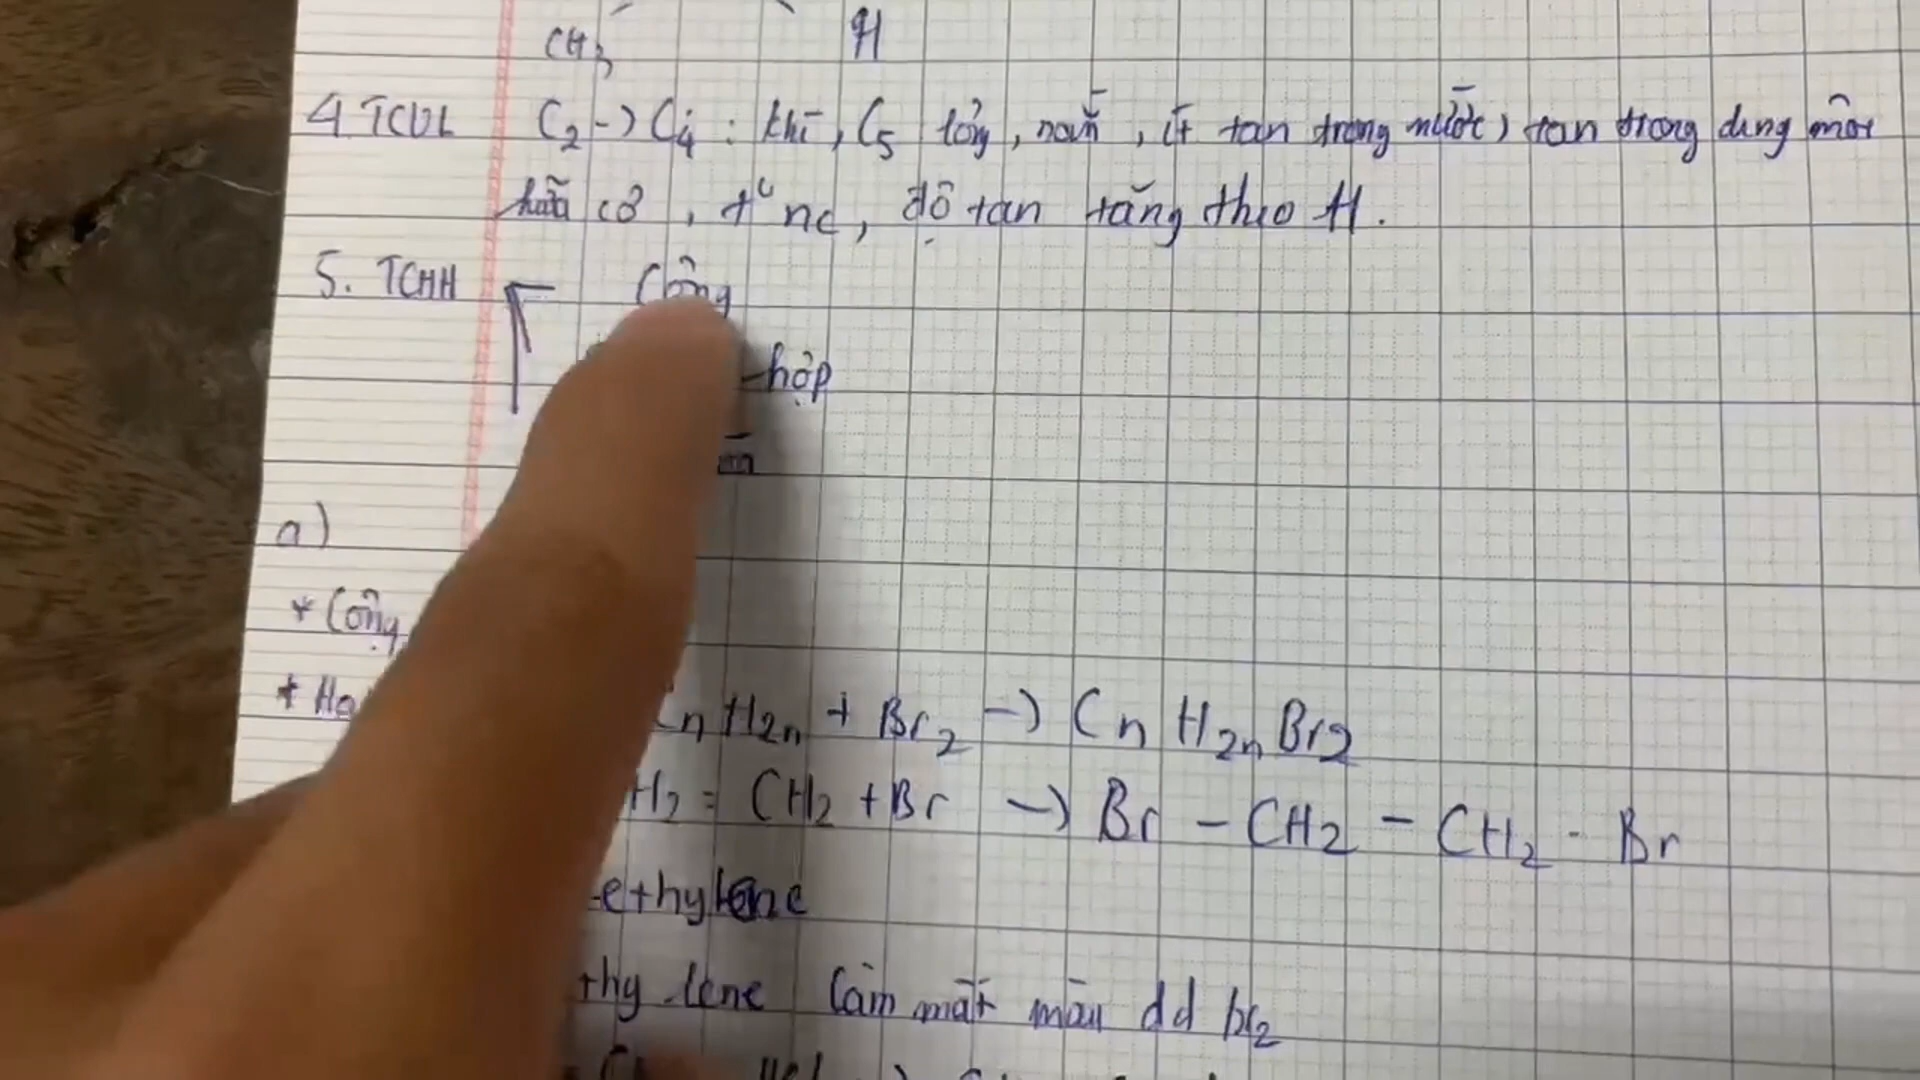 CH3 H
4. TCVL C2 -> C4 : khí, C5 lỏng, rắn, ít tan trong nước, tan trong dung môi
hữu cơ, t° nc, độ tan tăng theo M.
5. TCHH Cộng
hợp
a)
* Cộng
+ Ha
CnH2n + Br2 -> CnH2nBr2
H2 = CH2 + Br -> Br - CH2 - CH2 - Br
ethylene
thylene làm mất màu dd br2